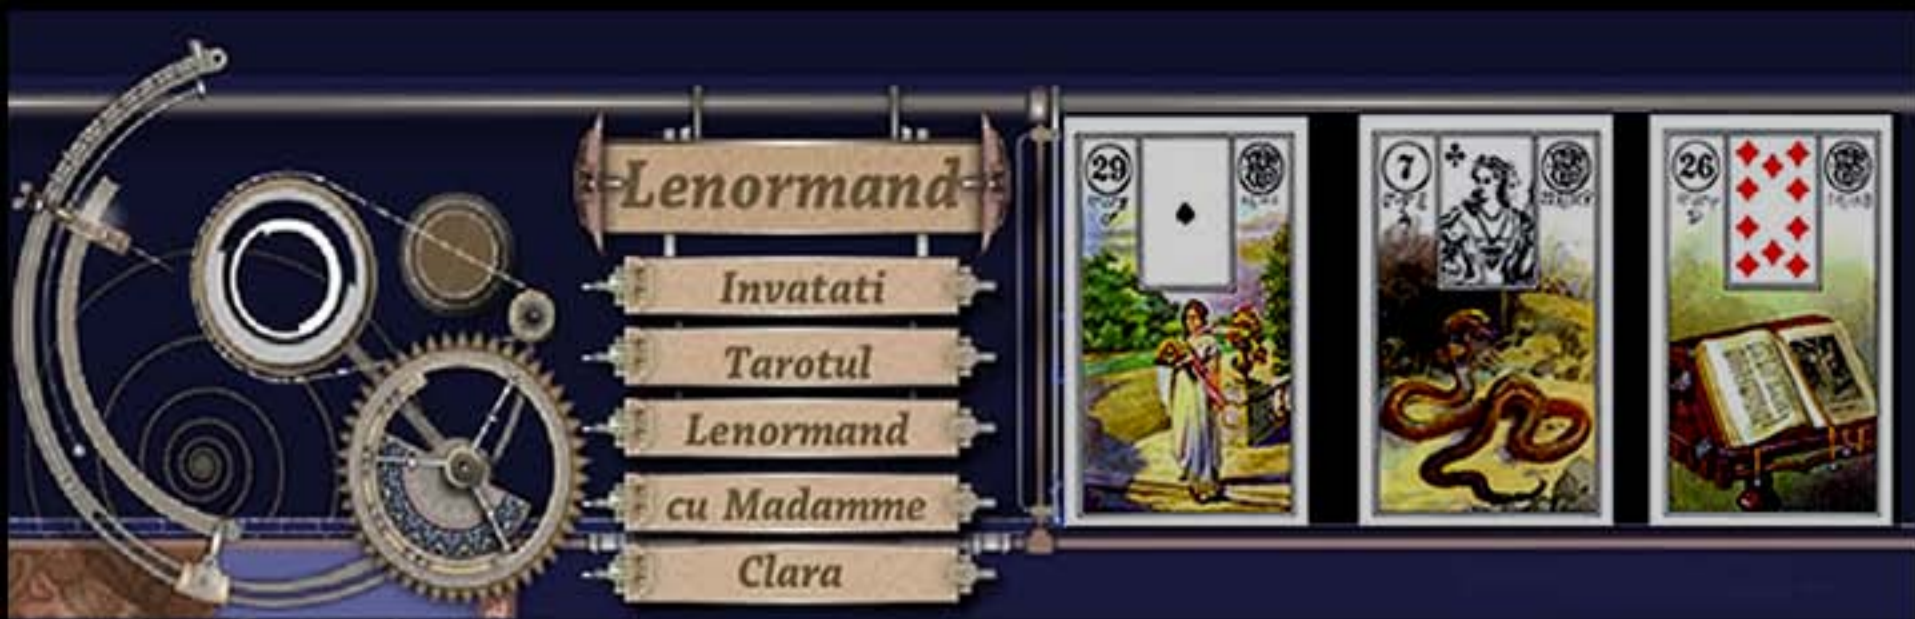 Lenormand
Invatati
Tarotul
Lenormand
cu Madamme
Clara
29
7
26